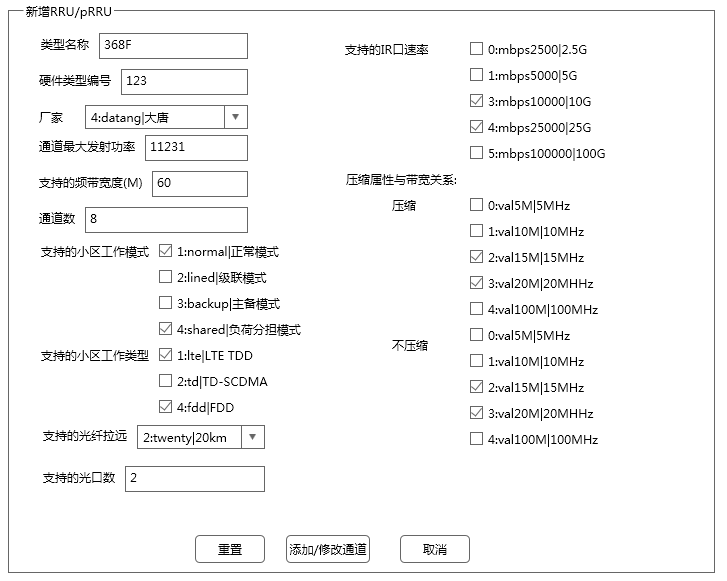 新增RRU/pRRU
类型名称 368F
硬件类型编号 123
厂家 4:datang|大唐
通道最大发射功率 11231
支持的频带宽度(M) 60
通道数 8
支持的小区工作模式 1:normal|正常模式
2:lined|级联模式
3:backup|主备模式
4:shared|负荷分担模式
支持的小区工作类型 1:lte|LTE TDD
2:td|TD-SCDMA
4:fdd|FDD
支持的光纤拉远 2:twenty|20km
支持的光口数 2
支持的IR口速率 0:mbps2500|2.5G
1:mbps5000|5G
3:mbps10000|10G
4:mbps25000|25G
5:mbps100000|100G
压缩属性与带宽关系:
压缩 0:val5M|5MHz
1:val10M|10MHz
2:val15M|15MHz
3:val20M|20MHHz
4:val100M|100MHz
不压缩 0:val5M|5MHz
1:val10M|10MHz
2:val15M|15MHz
3:val20M|20MHHz
4:val100M|100MHz
重置 添加/修改通道 取消